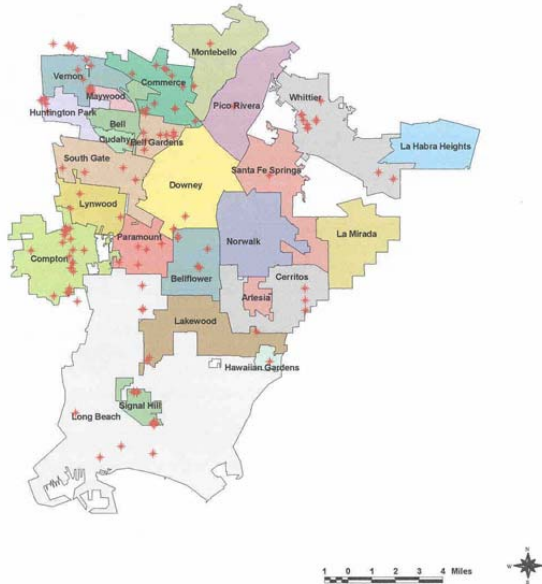 Montebello
Vernon
Commerce
Maywood
Pico Rivera
Whittier
Huntington Park
Bell
Cudahy
Bell Gardens
La Habra Heights
South Gate
Santa Fe Springs
Downey
Lynwood
Paramount
Norwalk
La Mirada
Compton
Bellflower
Cerritos
Artesia
Lakewood
Hawaiian Gardens
Signal Hill
Long Beach
N
W E
S
1 0 1 2 3 4 Miles